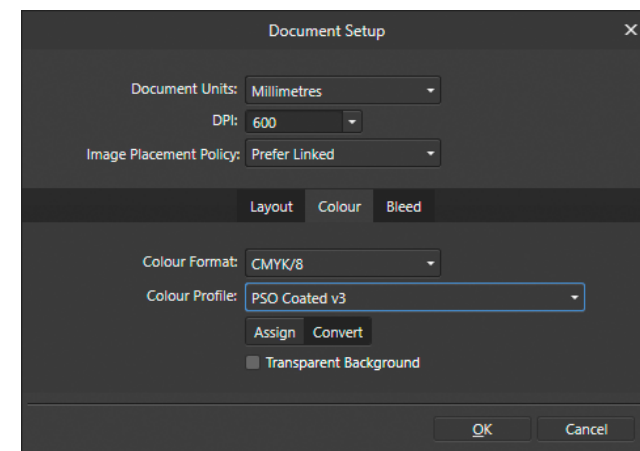 Document Setup
Document Units: Millimetres
DPI: 600
Image Placement Policy: Prefer Linked
Layout Colour Bleed
Colour Format: CMYK/8
Colour Profile: PSO Coated v3
Assign Convert
Transparent Background
OK Cancel